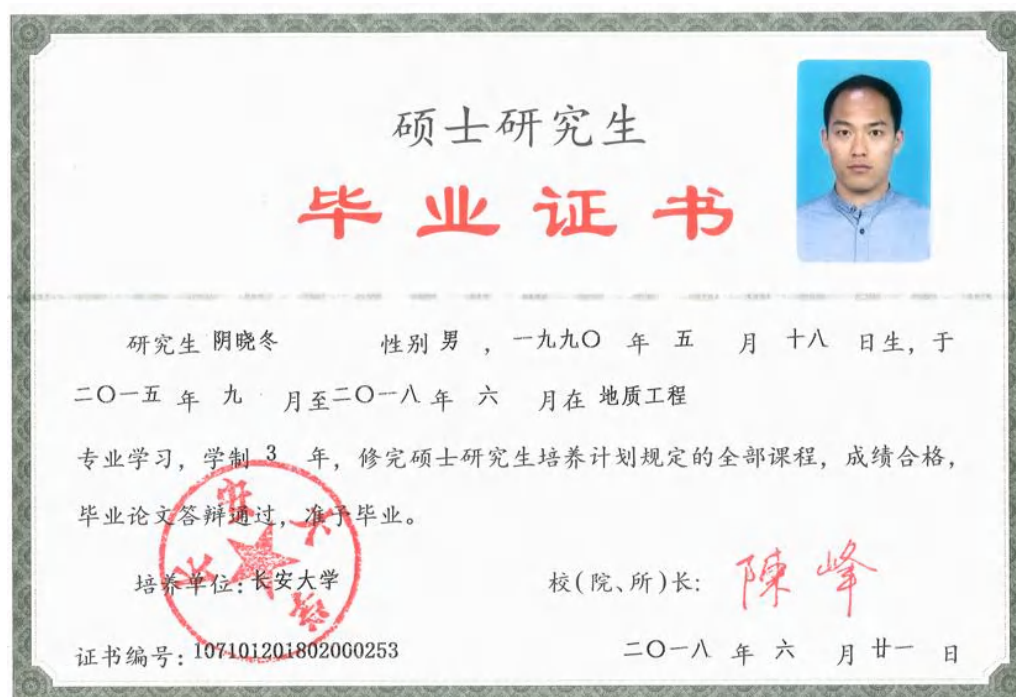 硕士研究生
毕业证书
研究生 阴晓冬 性别 男 ，一九九〇 年 五 月 十八 日生，于
二〇一五 年 九 月至二〇一八 年 六 月在 地质工程
专业学习，学制 3 年，修完硕士研究生培养计划规定的全部课程，成绩合格，
毕业论文答辩通过，准予毕业。
长安大学
培养单位：长安大学 校(院、所)长: 陳峰
证书编号：107101201802000253 二〇一八 年 六 月 廿一 日